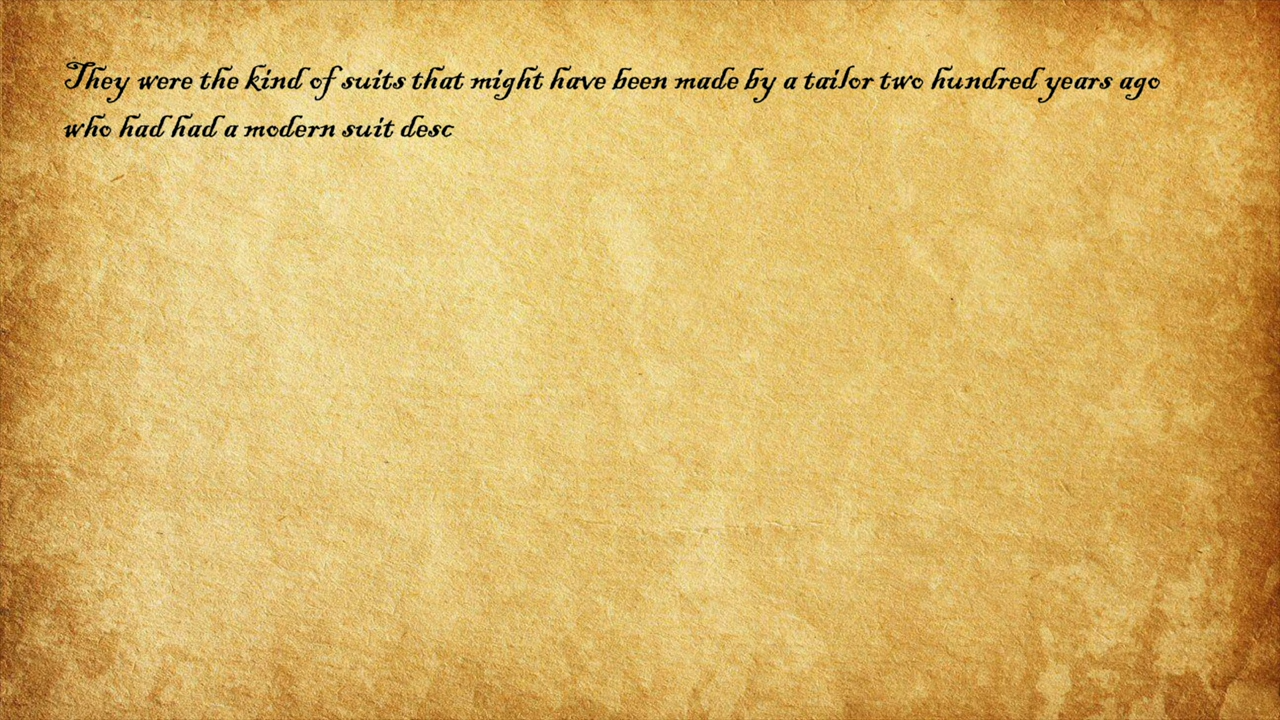 They were the kind of suits that might have been made by a tailor two hundred years ago
who had had a modern suit desc